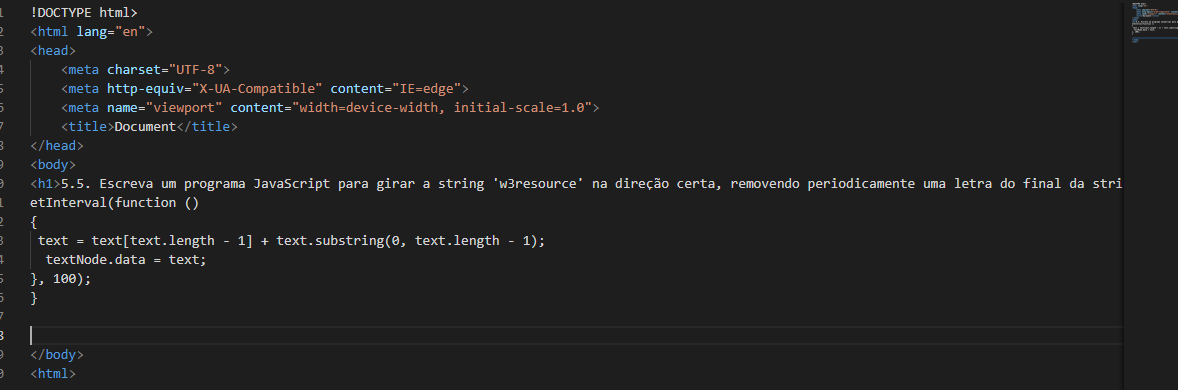 !DOCTYPE html>
<html lang="en">
<head>
<meta charset="UTF-8">
<meta http-equiv="X-UA-Compatible" content="IE=edge">
<meta name="viewport" content="width=device-width, initial-scale=1.0">
<title>Document</title>
</head>
<body>
<h1>5.5. Escreva um programa JavaScript para girar a string 'w3resource' na direção certa, removendo periodicamente uma letra do final da stri
etInterval(function ()
{
text = text[text.length - 1] + text.substring(0, text.length - 1);
textNode.data = text;
}, 100);
}
</body>
<html>